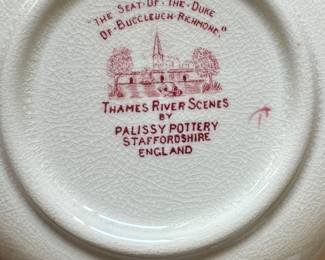 "THE SEAT·OF·THE·DUKE
OF·BUCCLEUCH·RICHMOND."
THAMES RIVER SCENES
BY
PALISSY POTTERY
STAFFORDSHIRE
ENGLAND